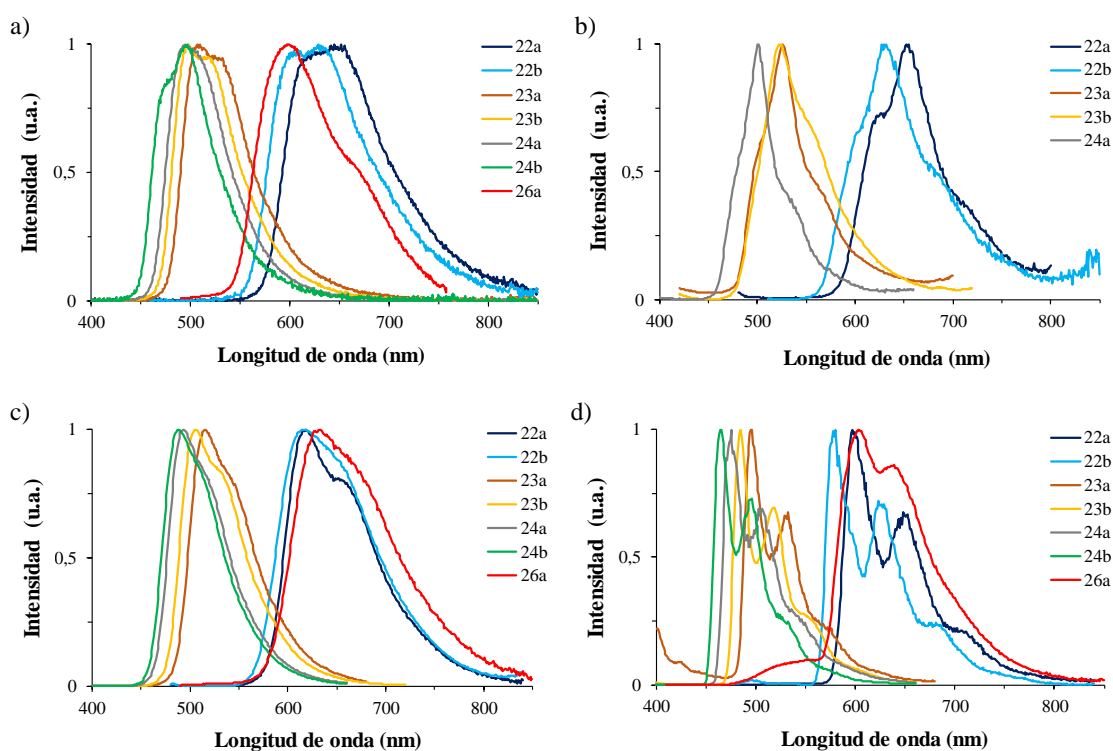 a)
Intensidad (u.a.)
1
0,5
0
400 500 600 700 800
Longitud de onda (nm)
22a
22b
23a
23b
24a
24b
26a
b)
Intensidad (u.a.)
1
0,5
0
400 500 600 700 800
Longitud de onda (nm)
22a
22b
23a
23b
24a
c)
Intensidad (u.a.)
1
0,5
0
400 500 600 700 800
Longitud de onda (nm)
22a
22b
23a
23b
24a
24b
26a
d)
Intensidad (u.a.)
1
0,5
0
400 500 600 700 800
Longitud de onda (nm)
22a
22b
23a
23b
24a
24b
26a